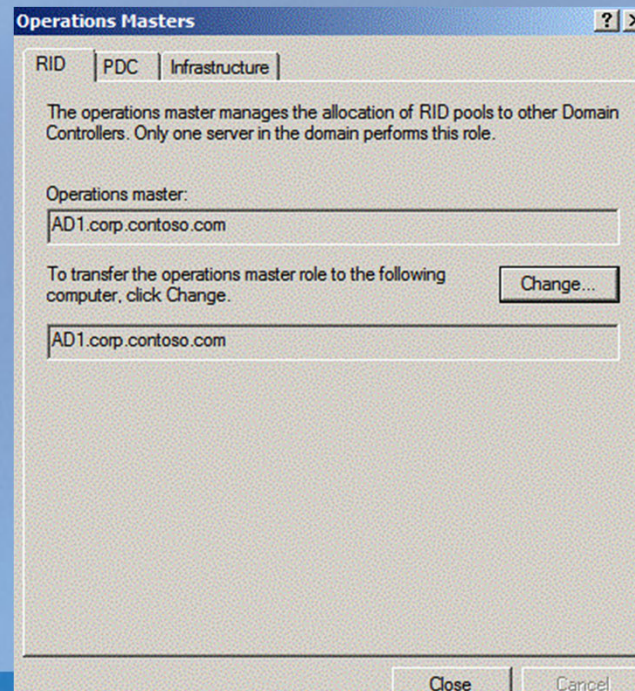 Operations Masters
RID
PDC
Infrastructure
The operations master manages the allocation of RID pools to other Domain
Controllers. Only one server in the domain performs this role.
Operations master:
AD1.corp.contoso.com
To transfer the operations master role to the following
computer, click Change.
Change...
AD1.corp.contoso.com
Close
Cancel